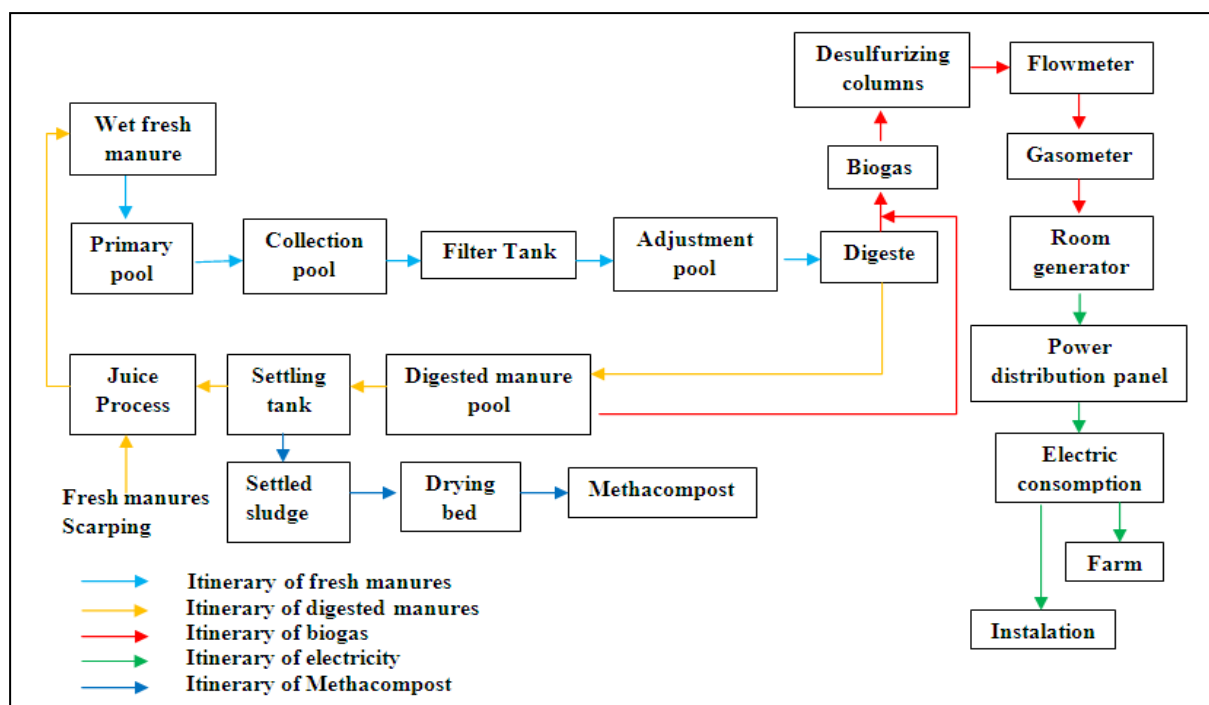 Desulfurizing
columns
Flowmeter
Wet fresh
manure
Biogas
Gasometer
Primary
pool
Collection
pool
Filter Tank
Adjustment
pool
Digeste
Room
generator
Juice
Process
Settling
tank
Digested manure
pool
Power
distribution panel
Fresh manures
Scarping
Settled
sludge
Drying
bed
Methacompost
Electric
consumption
Farm
Instalation
Itinerary of fresh manures
Itinerary of digested manures
Itinerary of biogas
Itinerary of electricity
Itinerary of Methacompost